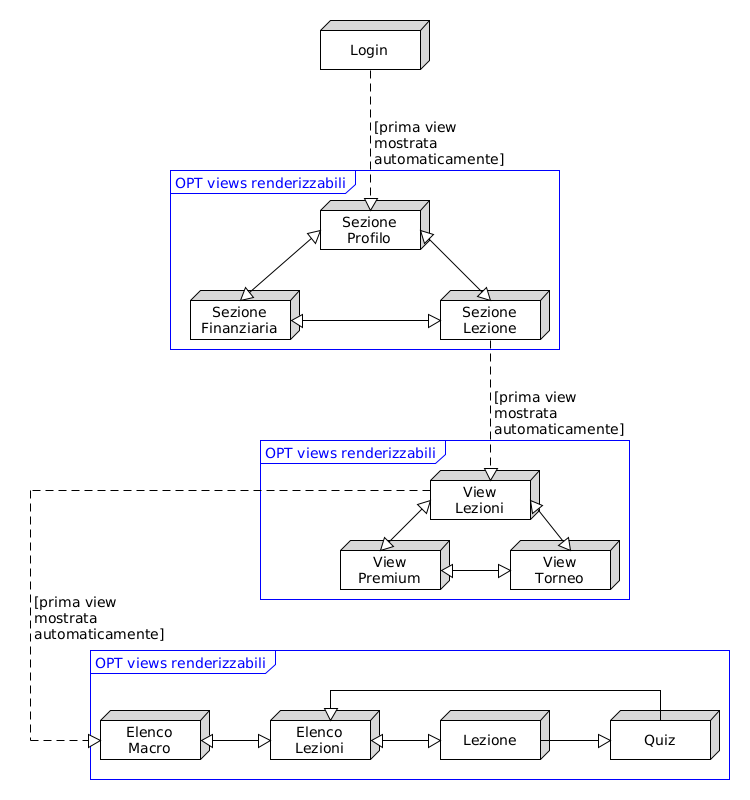 Login
[prima view
mostrata
automaticamente]
OPT views renderizzabili
Sezione
Profilo
Sezione
Finanziaria
Sezione
Lezione
[prima view
mostrata
automaticamente]
OPT views renderizzabili
View
Lezioni
View
Premium
View
Torneo
[prima view
mostrata
automaticamente]
OPT views renderizzabili
Elenco
Macro
Elenco
Lezioni
Lezione
Quiz